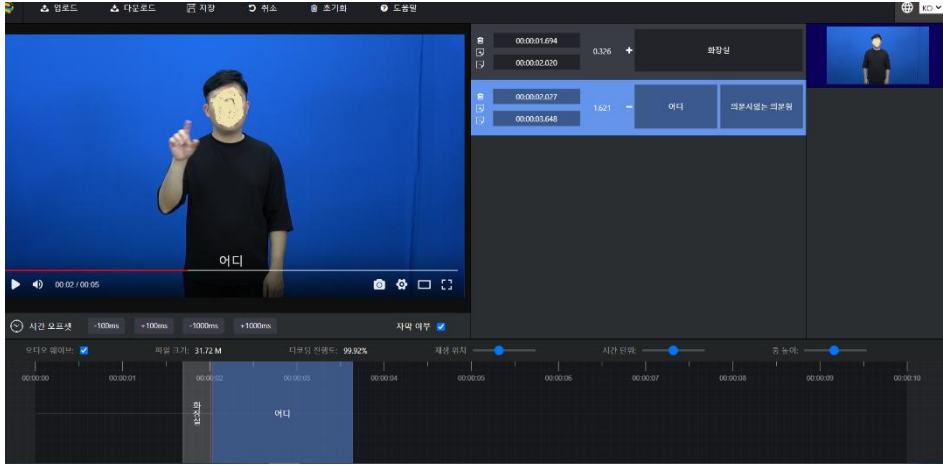 업로드 다운로드 저장 취소 초기화 도움말 KO
00:00:01.694
0.326 + 화장실
00:00:02.020
00:00:02.027
1.621 − 어디 의문사없는 의문형
00:00:03.648
어디
00:02 / 00:05
시간 오프셋 -100ms +100ms -1000ms +1000ms 자막 여부
오디오 웨이브: 파일 크기: 31.72 M 디코딩 진행도: 99.92% 재생 위치 시간 단위: 줌 높이:
00:00:00 00:00:01 00:00:02 00:00:03 00:00:04 00:00:05 00:00:06 00:00:07 00:00:08 00:00:09 00:00:10
화장실 어디